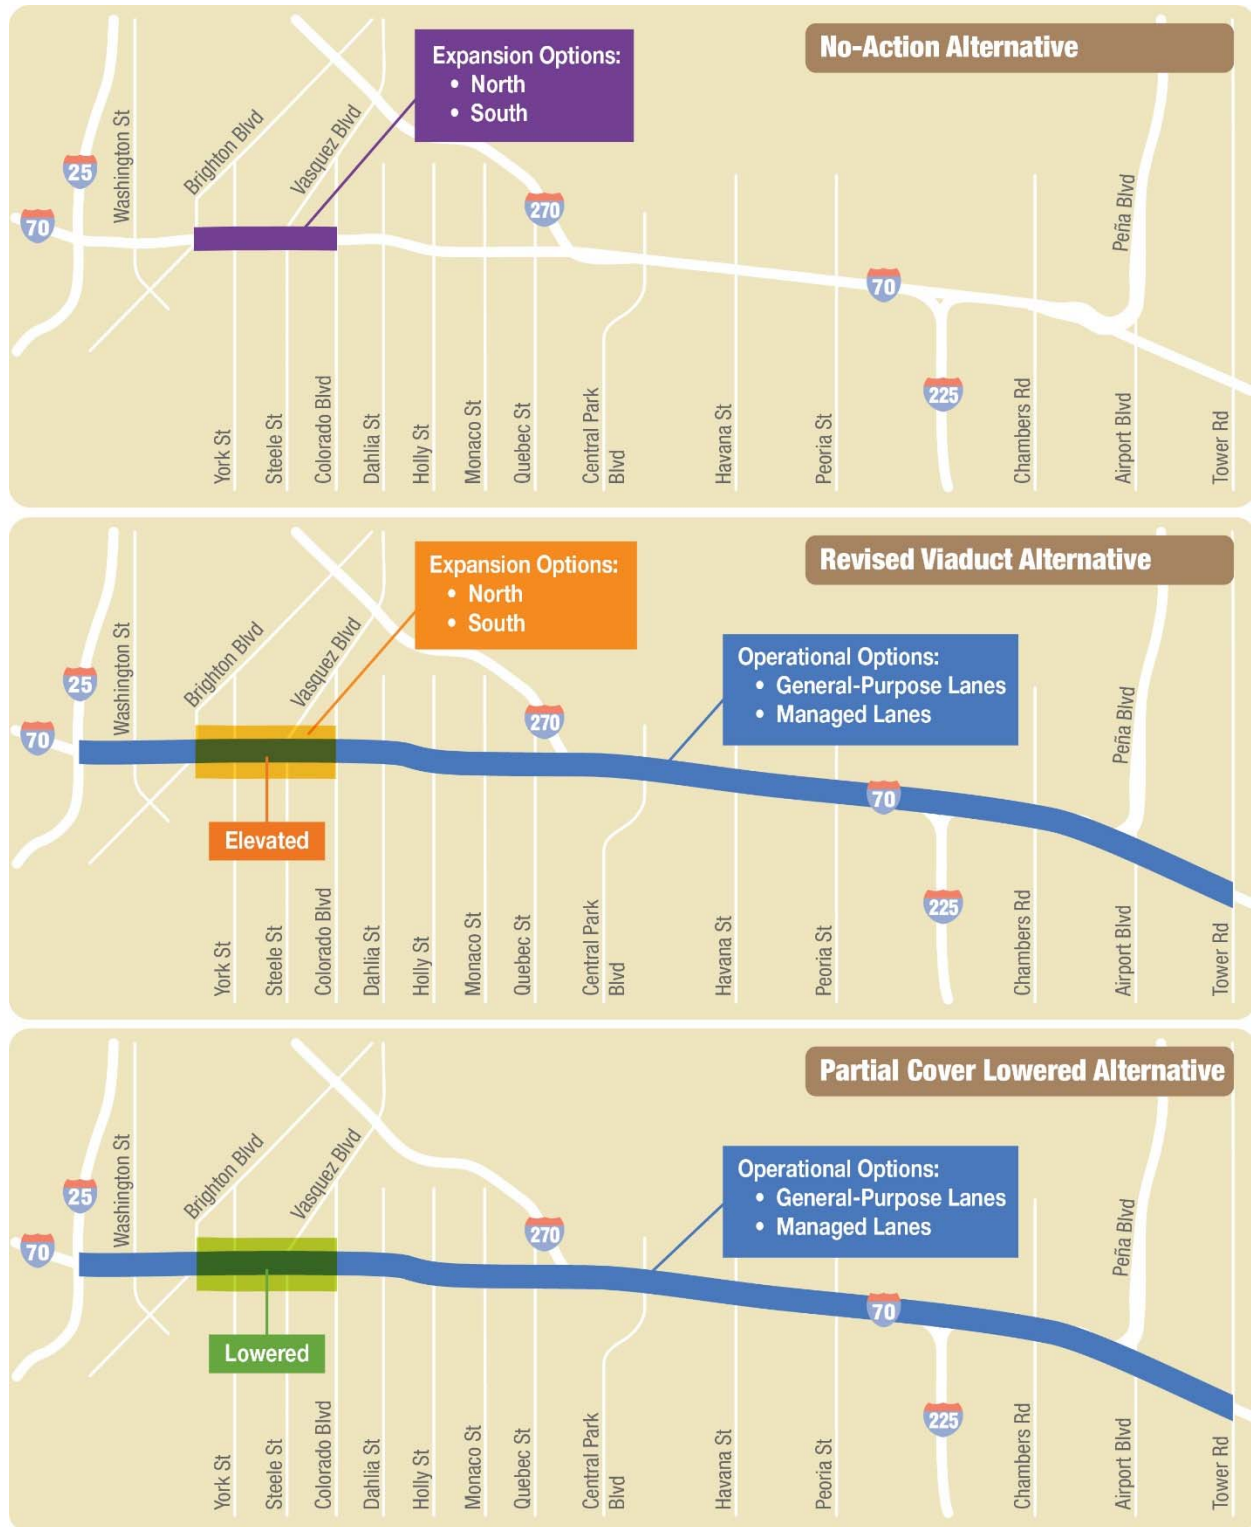 No-Action Alternative
Expansion Options:
• North
• South
25
Washington St
Brighton Blvd
Vasquez Blvd
70
270
Peña Blvd
70
225
York St
Steele St
Colorado Blvd
Dahlia St
Holly St
Monaco St
Quebec St
Central Park
Blvd
Havana St
Peoria St
Chambers Rd
Airport Blvd
Tower Rd
Revised Viaduct Alternative
Expansion Options:
• North
• South
Operational Options:
• General-Purpose Lanes
• Managed Lanes
25
Washington St
Brighton Blvd
Vasquez Blvd
70
270
Peña Blvd
70
Elevated
225
York St
Steele St
Colorado Blvd
Dahlia St
Holly St
Monaco St
Quebec St
Central Park
Blvd
Havana St
Peoria St
Chambers Rd
Airport Blvd
Tower Rd
Partial Cover Lowered Alternative
Operational Options:
• General-Purpose Lanes
• Managed Lanes
25
Washington St
Brighton Blvd
Vasquez Blvd
70
270
Peña Blvd
70
Lowered
225
York St
Steele St
Colorado Blvd
Dahlia St
Holly St
Monaco St
Quebec St
Central Park
Blvd
Havana St
Peoria St
Chambers Rd
Airport Blvd
Tower Rd